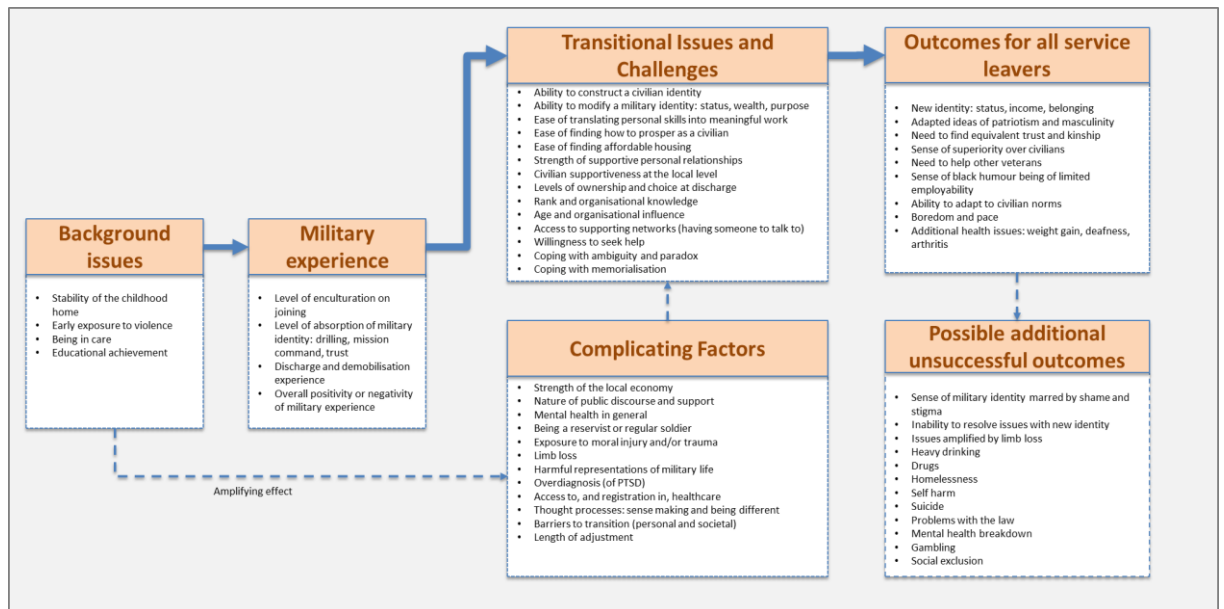 Background
issues
• Stability of the childhood
home
• Early exposure to violence
• Being in care
• Educational achievement
Military
experience
• Level of enculturation on
joining
• Level of absorption of military
identity: drilling, mission
command, trust
• Discharge and demobilisation
experience
• Overall positivity or negativity
of military experience
Transitional Issues and
Challenges
• Ability to construct a civilian identity
• Ability to modify a military identity: status, wealth, purpose
• Ease of translating personal skills into meaningful work
• Ease of finding how to prosper as a civilian
• Ease of finding affordable housing
• Strength of supportive personal relationships
• Civilian supportiveness at the local level
• Levels of ownership and choice at discharge
• Rank and organisational knowledge
• Age and organisational influence
• Access to supporting networks (having someone to talk to)
• Willingness to seek help
• Coping with ambiguity and paradox
• Coping with memorialisation
Outcomes for all service
leavers
• New identity: status, income, belonging
• Adapted ideas of patriotism and masculinity
• Need to find equivalent trust and kinship
• Sense of superiority over civilians
• Need to help other veterans
• Sense of black humour being of limited
employability
• Ability to adapt to civilian norms
• Boredom and pace
• Additional health issues: weight gain, deafness,
arthritis
Complicating Factors
• Strength of the local economy
• Nature of public discourse and support
• Mental health in general
• Being a reservist or regular soldier
• Exposure to moral injury and/or trauma
• Limb loss
• Harmful representations of military life
• Overdiagnosis (of PTSD)
• Access to, and registration in, healthcare
• Thought processes: sense making and being different
• Barriers to transition (personal and societal)
• Length of adjustment
Possible additional
unsuccessful outcomes
• Sense of military identity marred by shame and
stigma
• Inability to resolve issues with new identity
• Issues amplified by limb loss
• Heavy drinking
• Drugs
• Homelessness
• Self harm
• Suicide
• Problems with the law
• Mental health breakdown
• Gambling
• Social exclusion
Amplifying effect